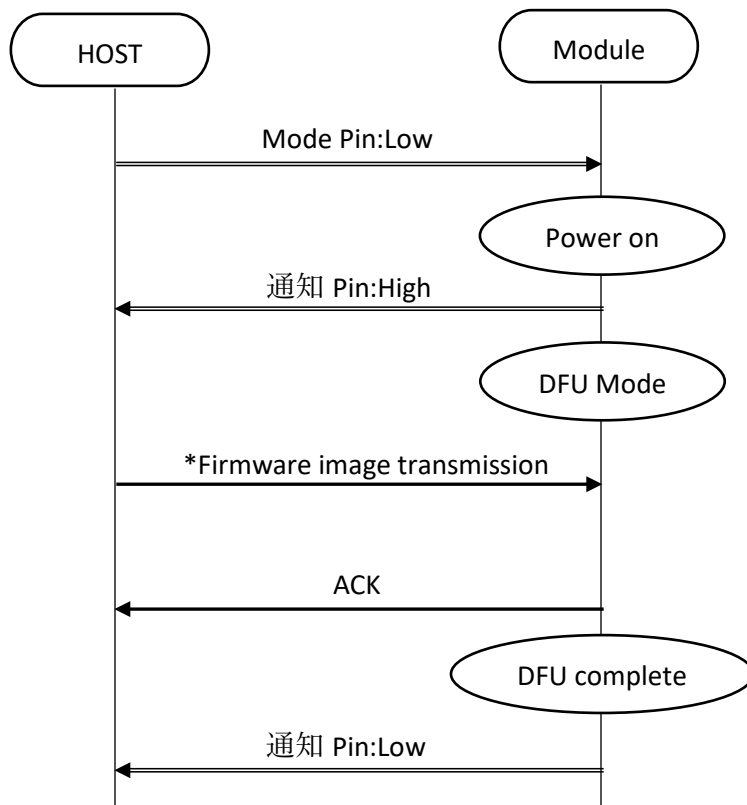 HOST
Module
Mode Pin:Low
Power on
通知 Pin:High
DFU Mode
*Firmware image transmission
ACK
DFU complete
通知 Pin:Low